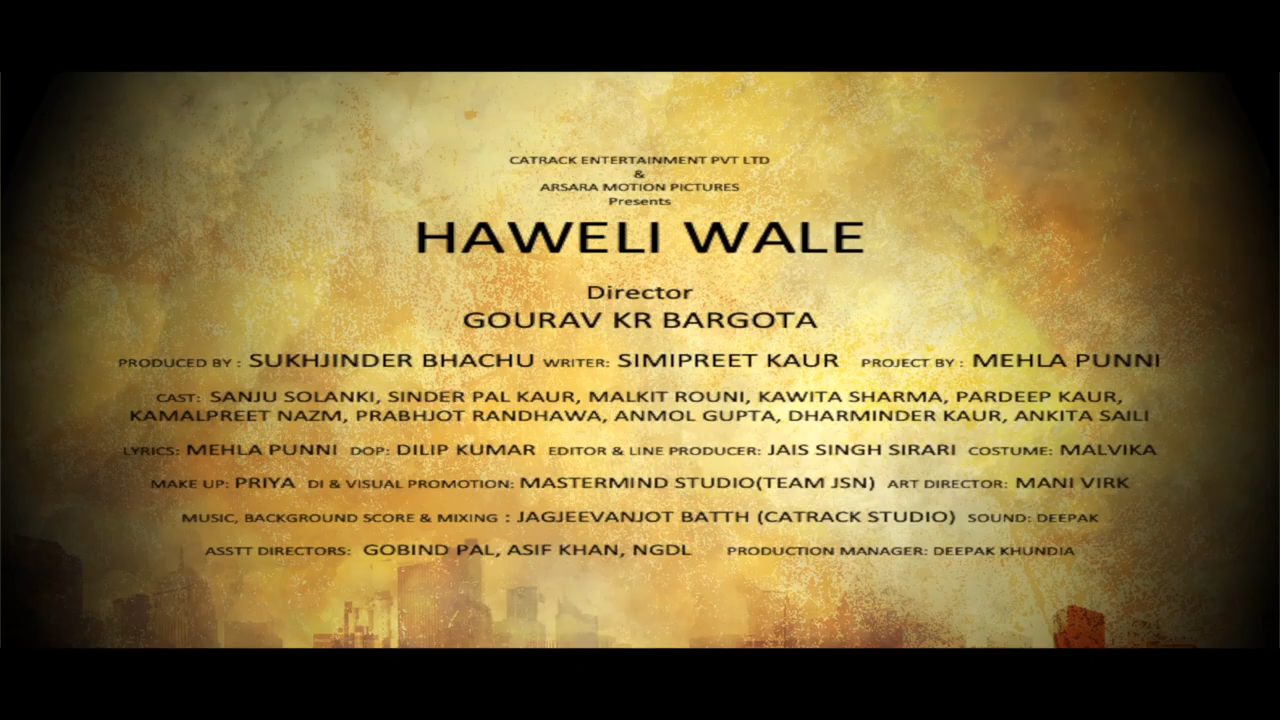 CATRACK ENTERTAINMENT PVT LTD
&
ARSARA MOTION PICTURES
Presents
HAWELI WALE
Director
GOURAV KR BARGOTA
PRODUCED BY : SUKHJINDER BHACHU WRITER: SIMIPREET KAUR PROJECT BY : MEHLA PUNNI
CAST: SANJU SOLANKI, SINDER PAL KAUR, MALKIT ROUNI, KAWITA SHARMA, PARDEEP KAUR,
KAMALPREET NAZM, PRABHJOT RANDHAWA, ANMOL GUPTA, DHARMINDER KAUR, ANKITA SAILI
LYRICS: MEHLA PUNNI DOP: DILIP KUMAR EDITOR & LINE PRODUCER: JAIS SINGH SIRARI COSTUME: MALVIKA
MAKE UP: PRIYA DI & VISUAL PROMOTION: MASTERMIND STUDIO(TEAM JSN) ART DIRECTOR: MANI VIRK
MUSIC, BACKGROUND SCORE & MIXING : JAGJEEVANJOT BATTH (CATRACK STUDIO) SOUND: DEEPAK
ASSTT DIRECTORS: GOBIND PAL, ASIF KHAN, NGDL PRODUCTION MANAGER: DEEPAK KHUNDIA